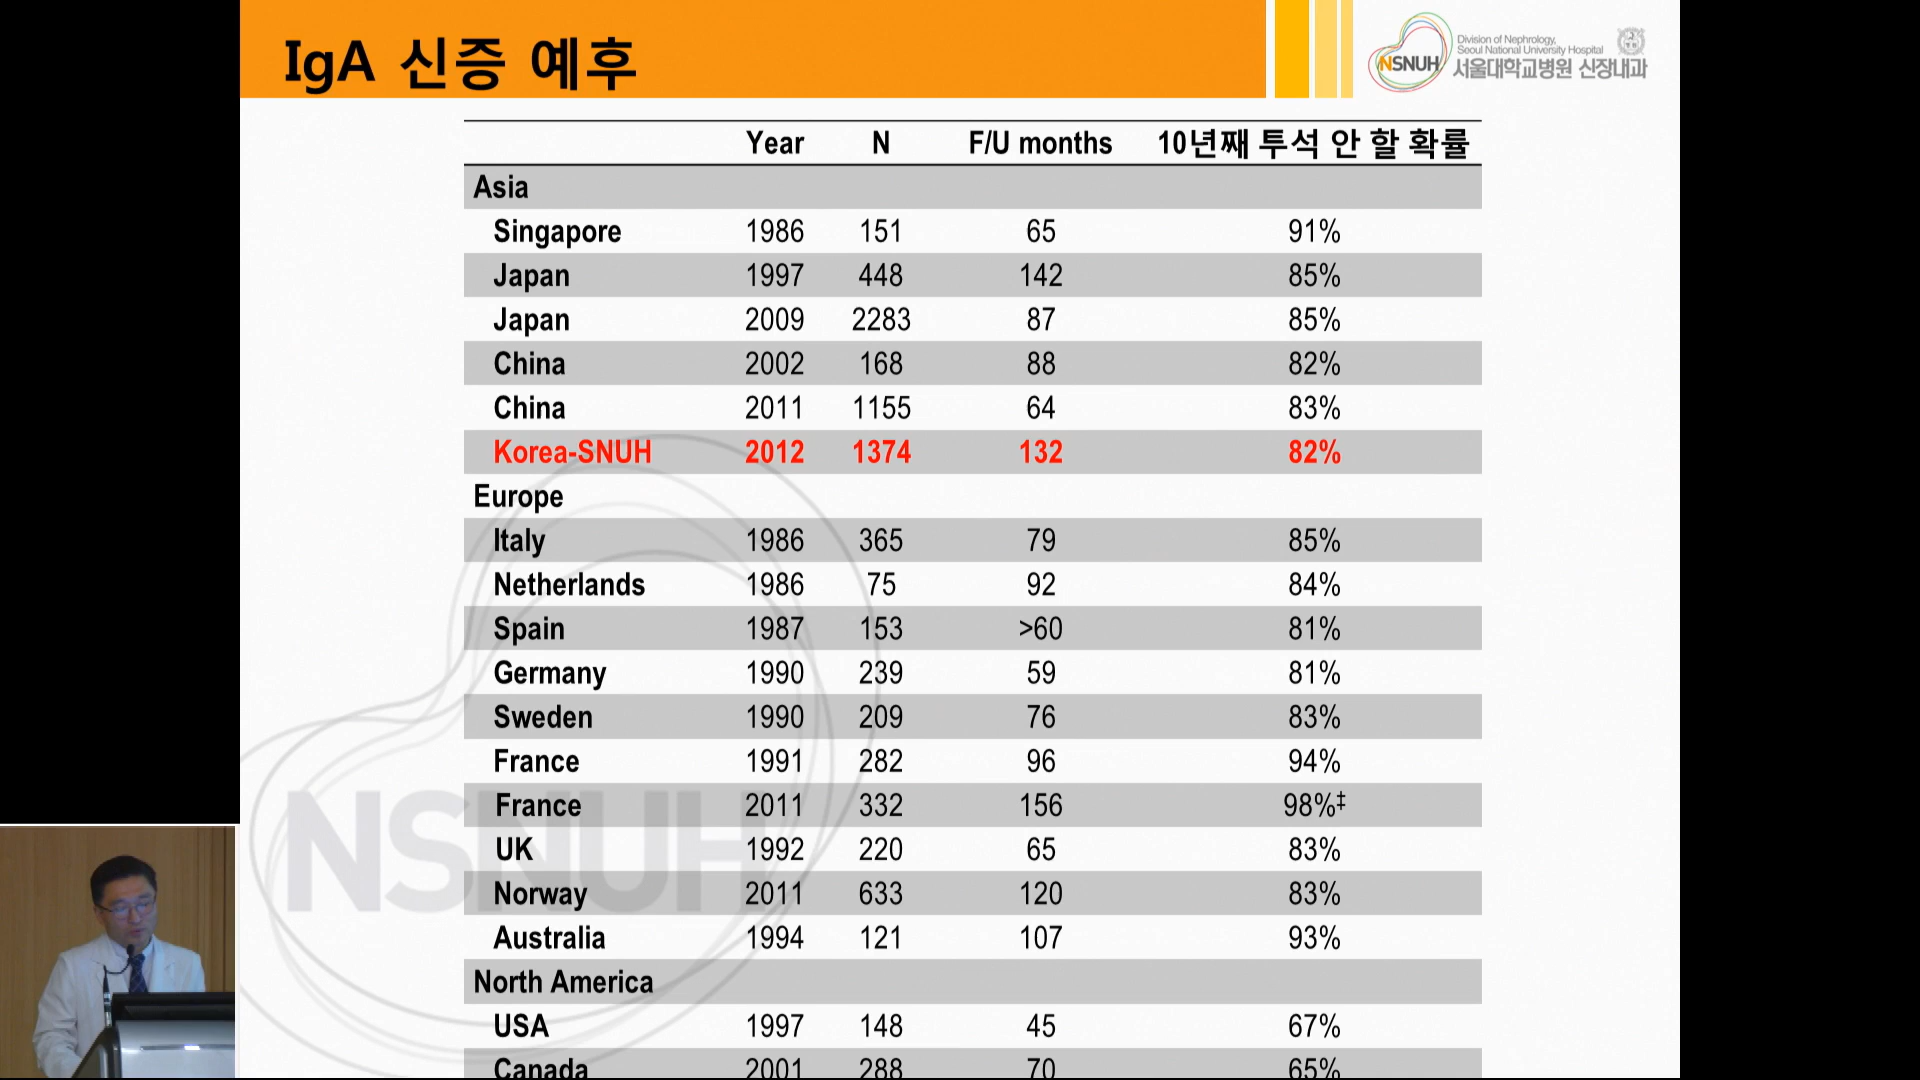 IgA 신증 예후
Division of Nephrology,
Seoul National University Hospital
NSNUH 서울대학교병원 신장내과
Year N F/U months 10년째 투석 안 할 확률
Asia
Singapore 1986 151 65 91%
Japan 1997 448 142 85%
Japan 2009 2283 87 85%
China 2002 168 88 82%
China 2011 1155 64 83%
Korea-SNUH 2012 1374 132 82%
Europe
Italy 1986 365 79 85%
Netherlands 1986 75 92 84%
Spain 1987 153 >60 81%
Germany 1990 239 59 81%
Sweden 1990 209 76 83%
France 1991 282 96 94%
France 2011 332 156 98%‡
UK 1992 220 65 83%
Norway 2011 633 120 83%
Australia 1994 121 107 93%
North America
USA 1997 148 45 67%
Canada 2001 288 70 65%
NSNUH